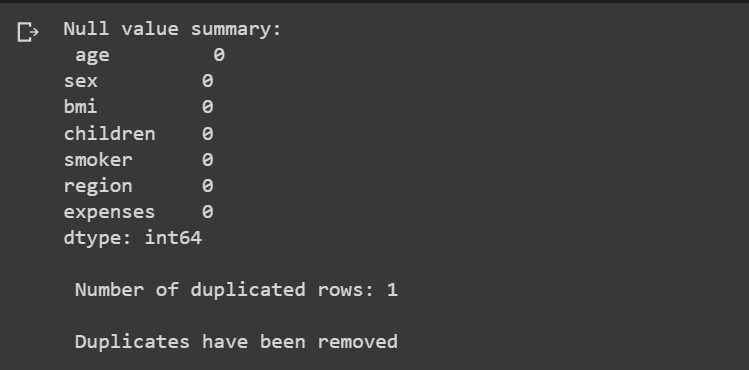 Null value summary:
 age         0
sex         0
bmi         0
children    0
smoker      0
region      0
expenses    0
dtype: int64

 Number of duplicated rows: 1

 Duplicates have been removed